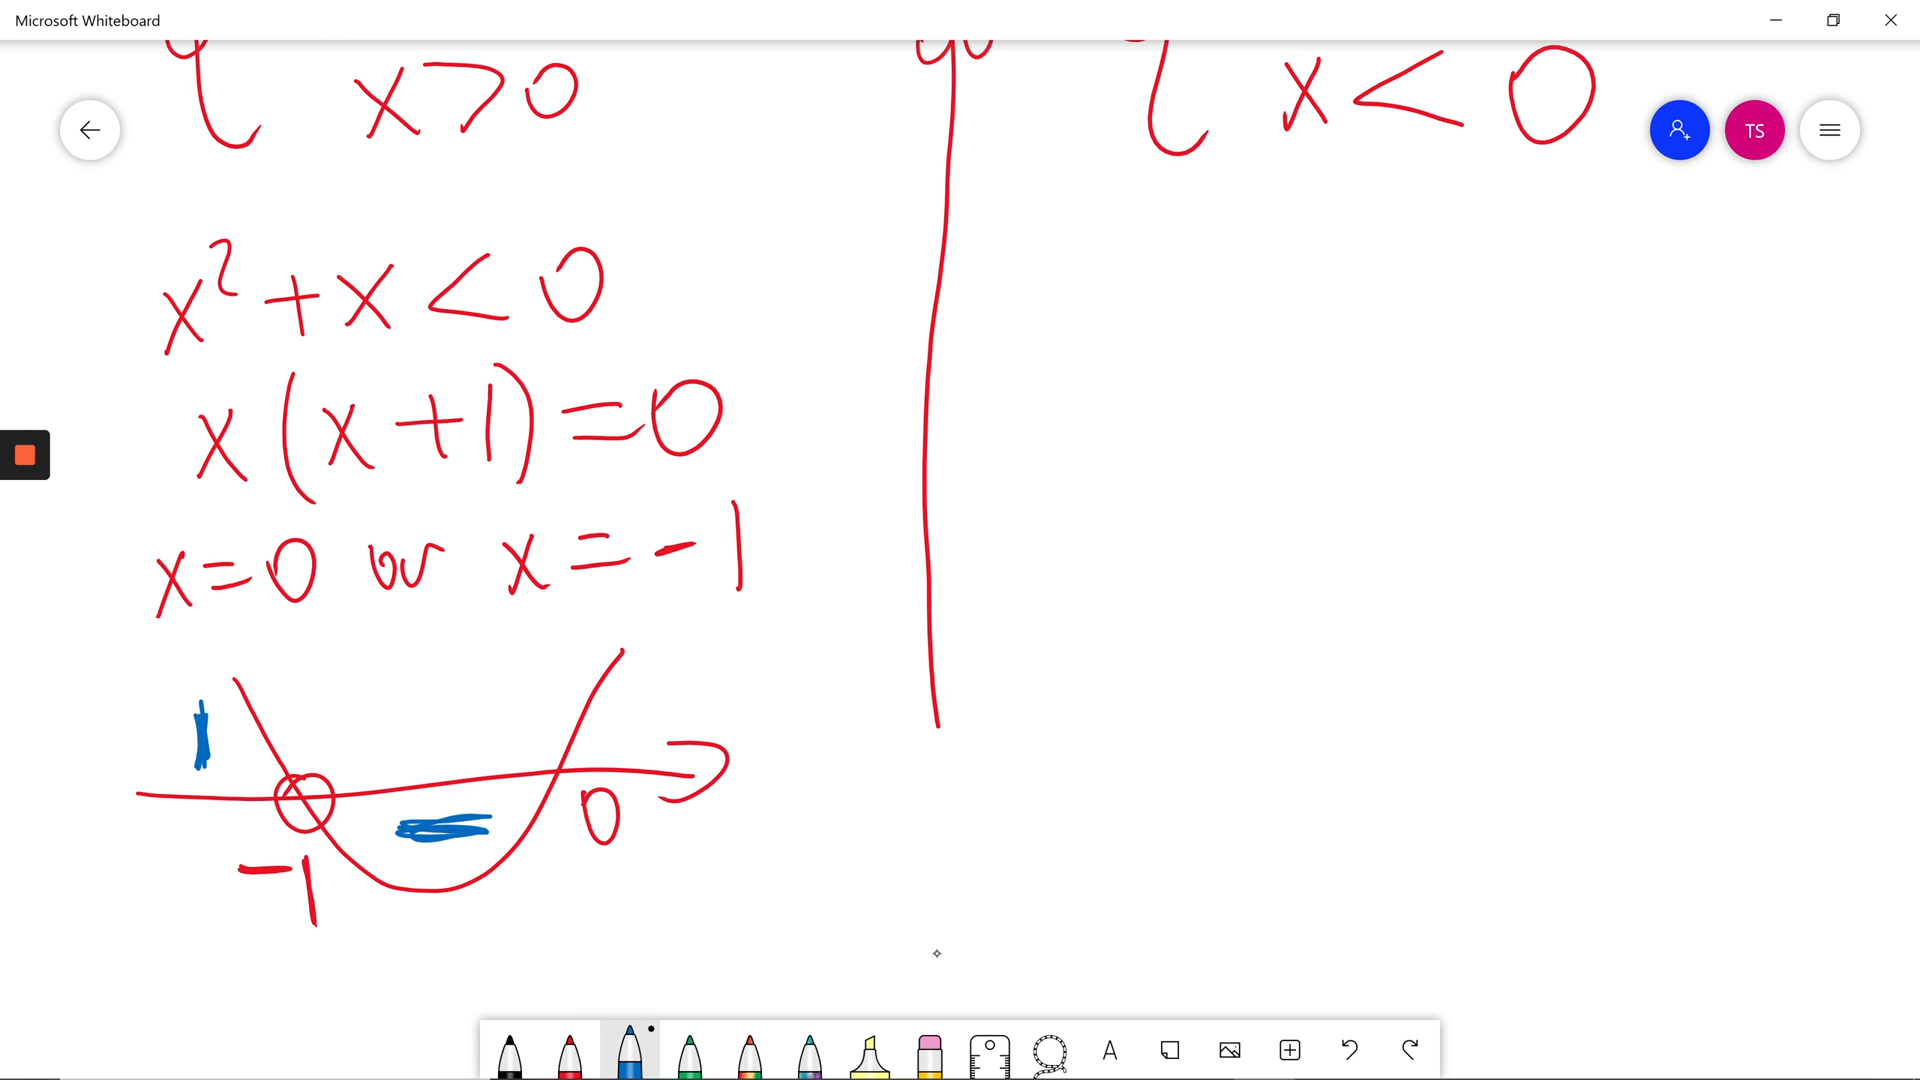 Microsoft Whiteboard
x>0
x<0
TS
x²+x<0
x(x+1)=0
x=0 or x=-1
0
-1
A